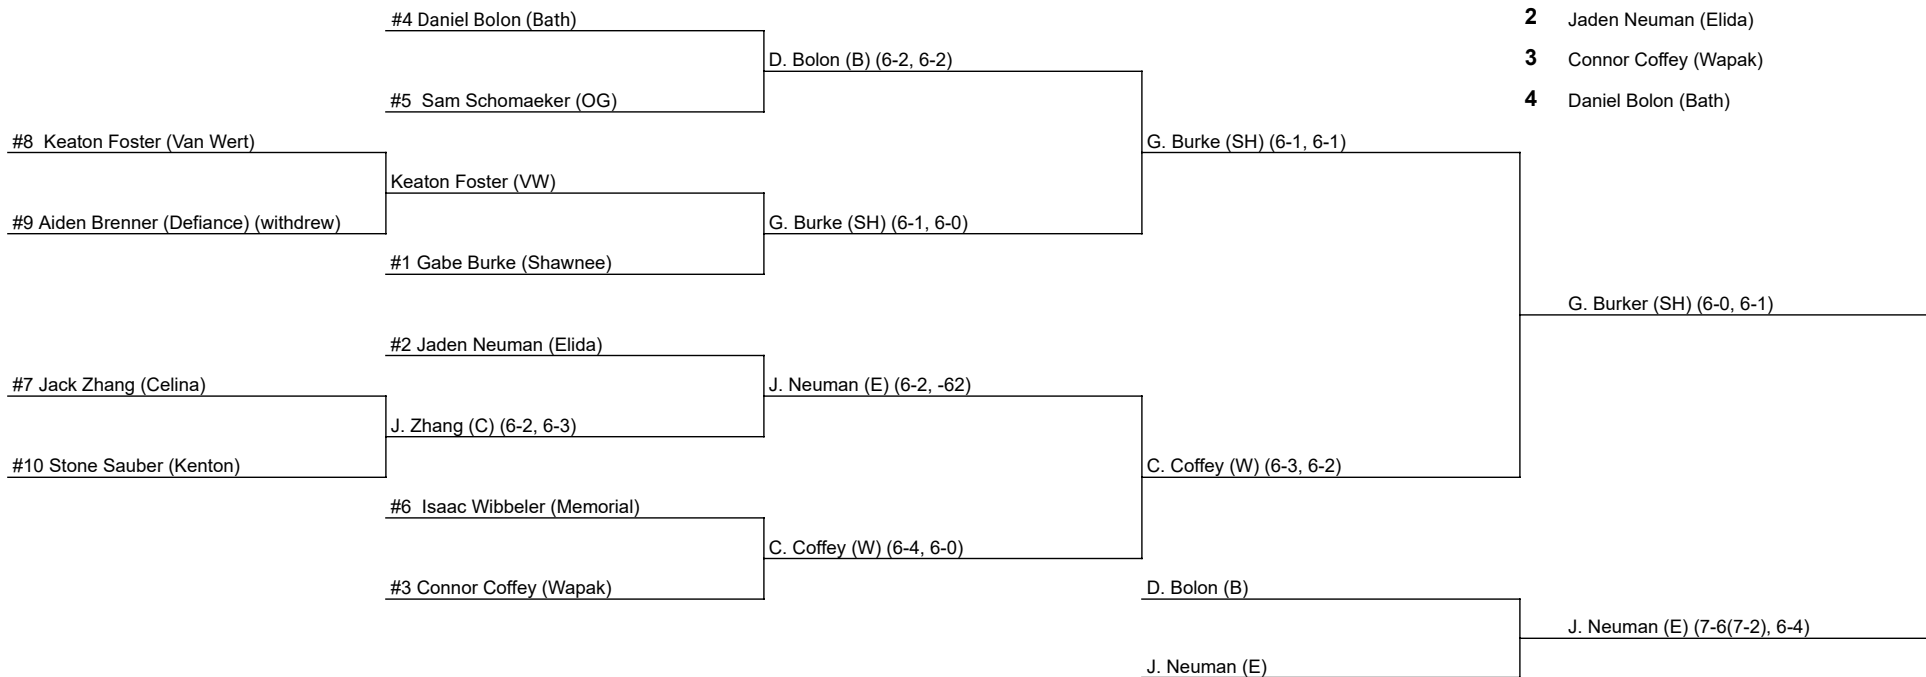 #4 Daniel Bolon (Bath)
2 Jaden Neuman (Elida)
D. Bolon (B) (6-2, 6-2)
3 Connor Coffey (Wapak)
#5 Sam Schomaeker (OG)
4 Daniel Bolon (Bath)
#8 Keaton Foster (Van Wert)
G. Burke (SH) (6-1, 6-1)
Keaton Foster (VW)
#9 Aiden Brenner (Defiance) (withdrew)
G. Burke (SH) (6-1, 6-0)
#1 Gabe Burke (Shawnee)
G. Burker (SH) (6-0, 6-1)
#2 Jaden Neuman (Elida)
#7 Jack Zhang (Celina)
J. Neuman (E) (6-2, -62)
J. Zhang (C) (6-2, 6-3)
#10 Stone Sauber (Kenton)
C. Coffey (W) (6-3, 6-2)
#6 Isaac Wibbeler (Memorial)
C. Coffey (W) (6-4, 6-0)
#3 Connor Coffey (Wapak)
D. Bolon (B)
J. Neuman (E) (7-6(7-2), 6-4)
J. Neuman (E)